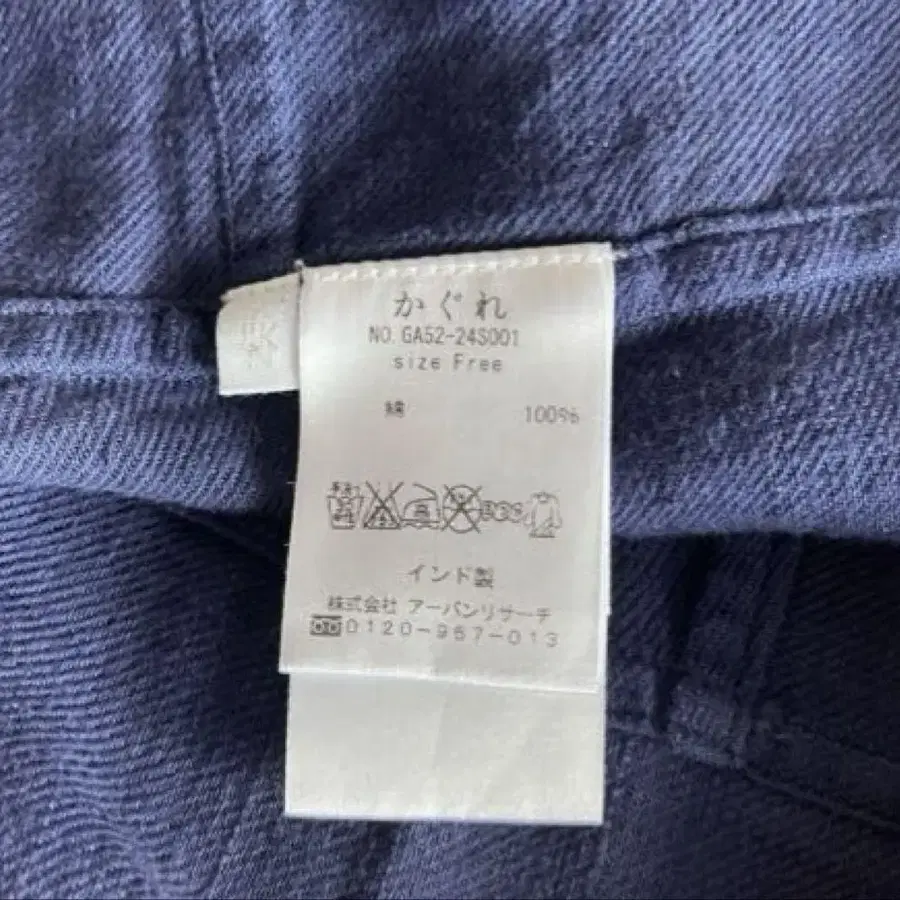 かぐれ
NO. GA52-24S001
size Free
綿 100%
インド製
株式会社 アーバンリサーチ
0120-967-013